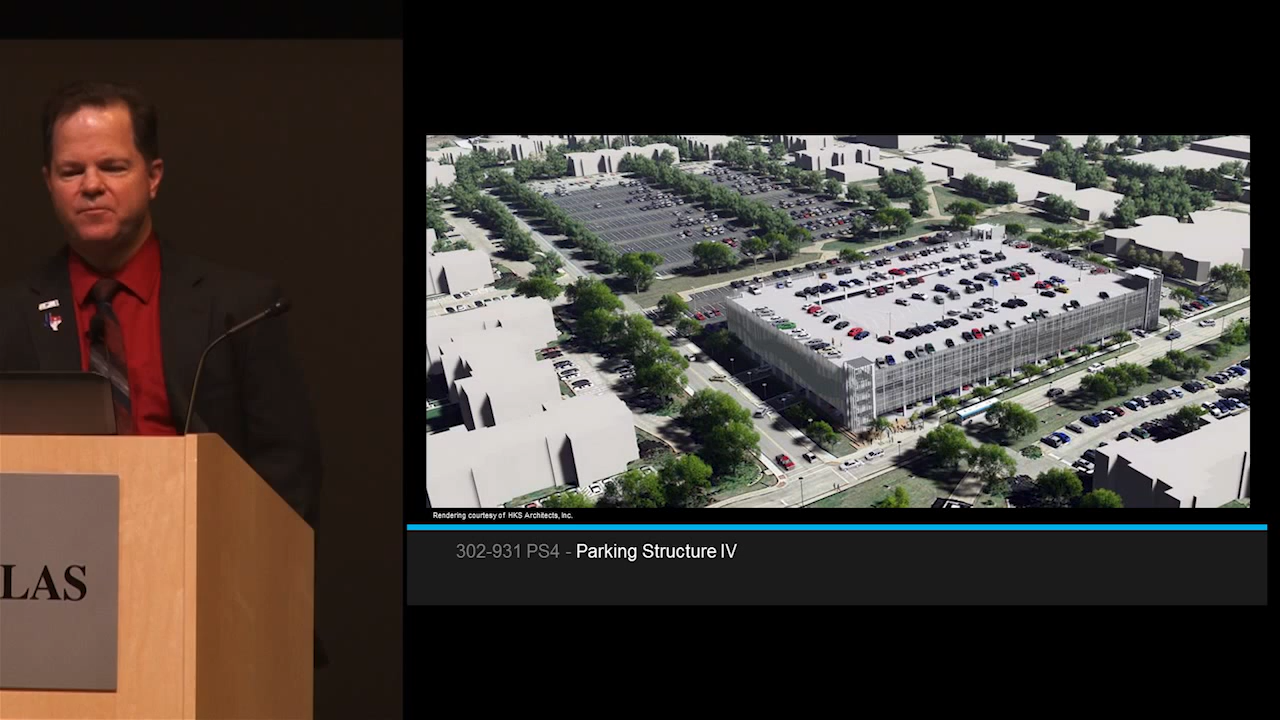 LAS
Rendering courtesy of HKS Architects, Inc.
302-931 PS4 - Parking Structure IV